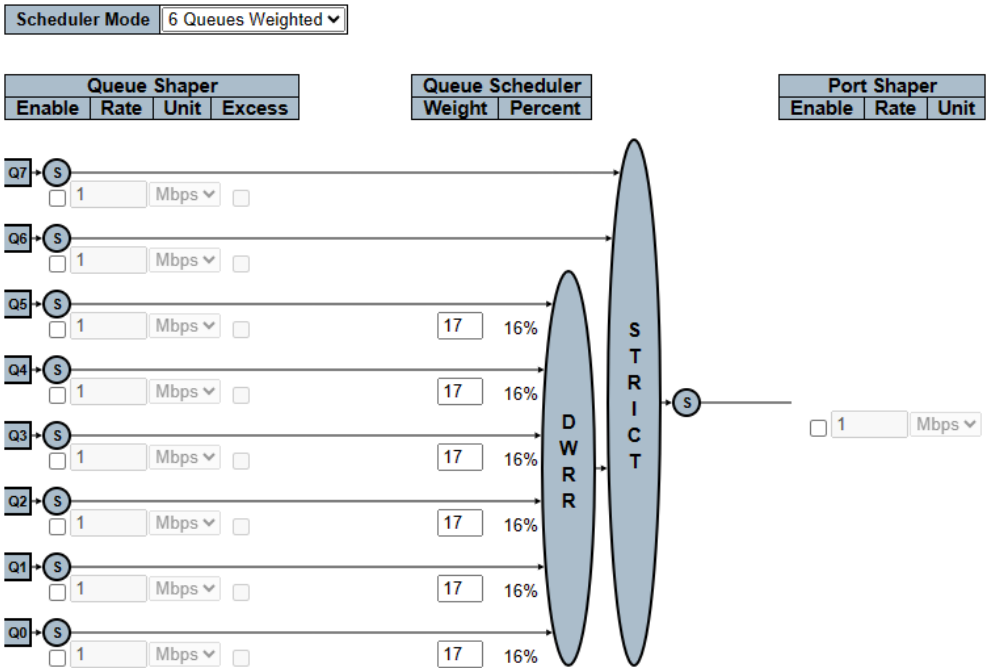 Scheduler Mode 6 Queues Weighted
Queue Shaper Queue Scheduler Port Shaper
Enable Rate Unit Excess Weight Percent Enable Rate Unit
Q7 S
1 Mbps
Q6 S
1 Mbps
Q5 S
1 Mbps 17 16%
Q4 S
1 Mbps 17 16%
Q3 S
1 Mbps 17 16%
Q2 S
1 Mbps 17 16%
Q1 S
1 Mbps 17 16%
Q0 S
1 Mbps 17 16%
DWRR
STRICT
S
1 Mbps